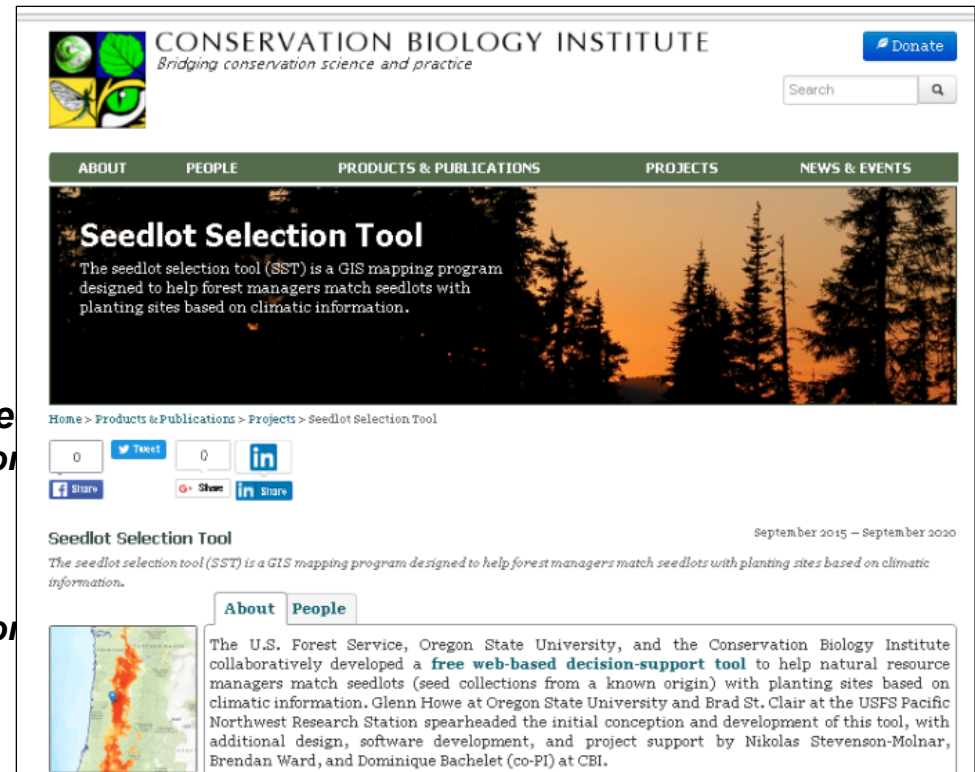 CONSERVATION BIOLOGY INSTITUTE
Bridging conservation science and practice
Donate
Search
ABOUT PEOPLE PRODUCTS & PUBLICATIONS PROJECTS NEWS & EVENTS
Seedlot Selection Tool
The seedlot selection tool (SST) is a GIS mapping program
designed to help forest managers match seedlots with
planting sites based on climatic information.
Home > Products & Publications > Projects > Seedlot Selection Tool
0 Tweet 0 in
f Share G+ Share in Share
Seedlot Selection Tool
September 2015 – September 2020
The seedlot selection tool (SST) is a GIS mapping program designed to help forest managers match seedlots with planting sites based on climatic
information.
About People
The U.S. Forest Service, Oregon State University, and the Conservation Biology Institute
collaboratively developed a free web-based decision-support tool to help natural resource
managers match seedlots (seed collections from a known origin) with planting sites based on
climatic information. Glenn Howe at Oregon State University and Brad St. Clair at the USFS Pacific
Northwest Research Station spearheaded the initial conception and development of this tool, with
additional design, software development, and project support by Nikolas Stevenson-Molnar,
Brendan Ward, and Dominique Bachelet (co-PI) at CBI.